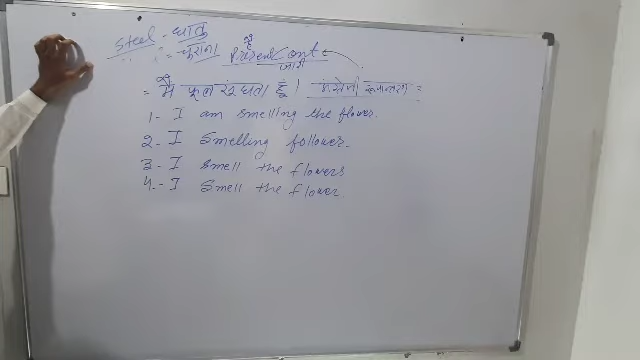 Steel - धातु
" " = चुराना Present Cont
जारी
= मैं फूल सूंघता हूँ। अंग्रेजी रूपान्तरण =
1 - I am smelling the flower.
2 - I smelling follower.
3 - I smell the flowers
4. - I smell the flower.